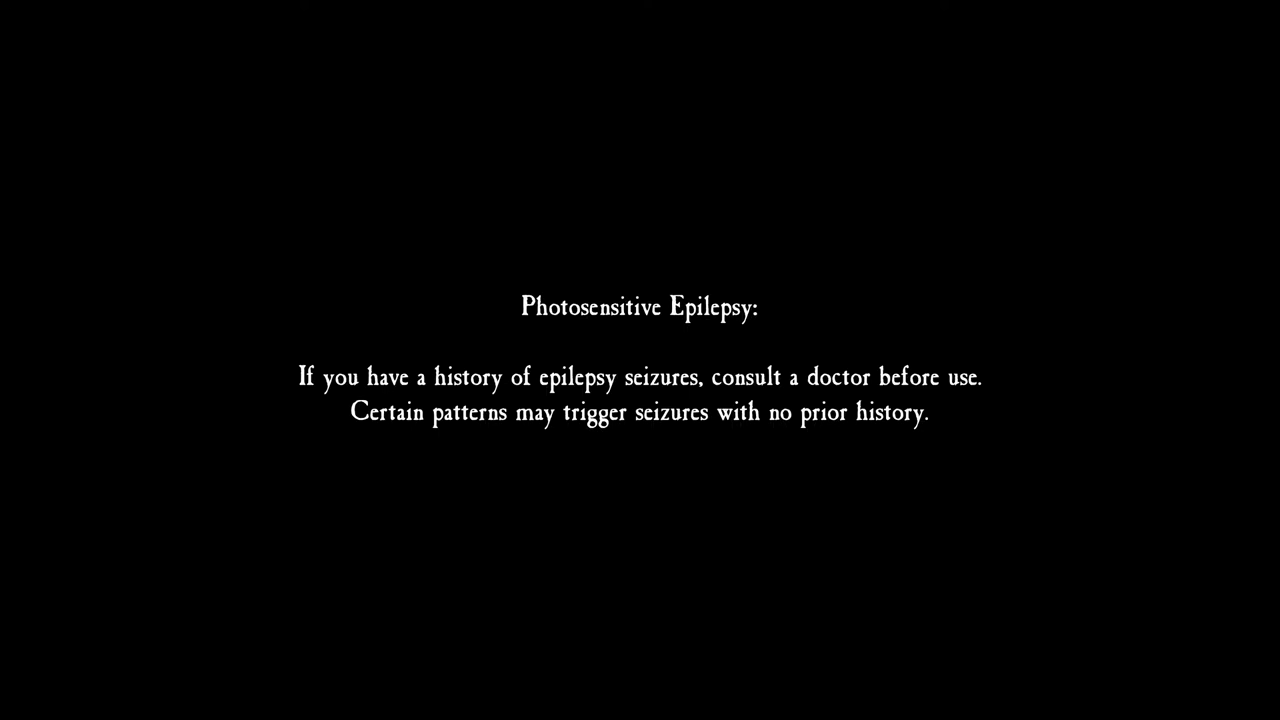 Photosensitive Epilepsy:
If you have a history of epilepsy seizures, consult a doctor before use.
Certain patterns may trigger seizures with no prior history.